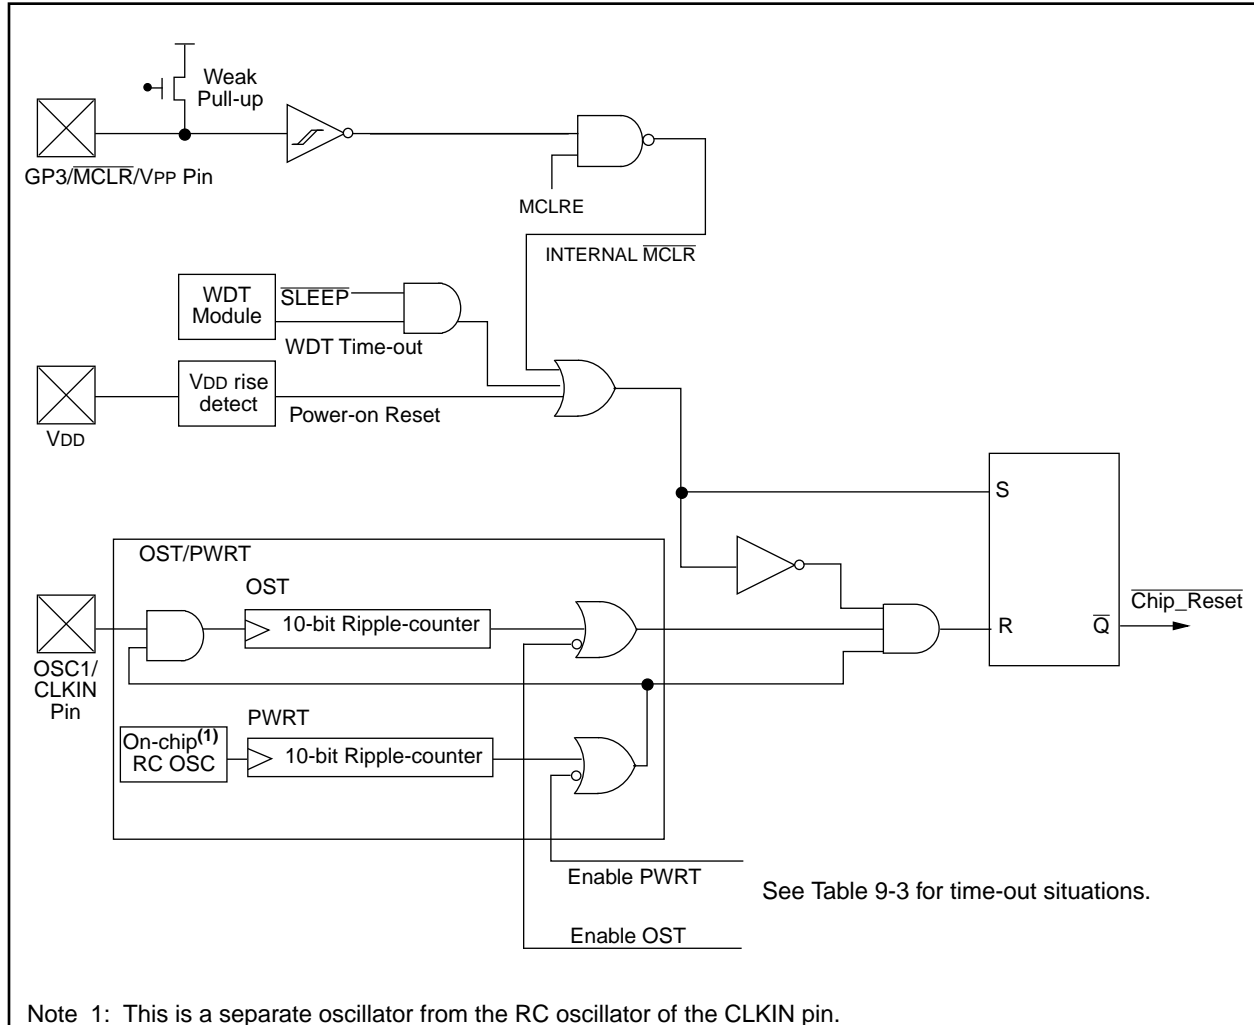 Weak
Pull-up
GP3/MCLR/VPP Pin
MCLRE
INTERNAL MCLR
WDT
Module
SLEEP
WDT Time-out
VDD rise
detect
Power-on Reset
VDD
S
OST/PWRT
OST
10-bit Ripple-counter
Chip_Reset
R
Q
OSC1/
CLKIN
Pin
PWRT
On-chip(1)
RC OSC
10-bit Ripple-counter
Enable PWRT
See Table 9-3 for time-out situations.
Enable OST
Note 1: This is a separate oscillator from the RC oscillator of the CLKIN pin.